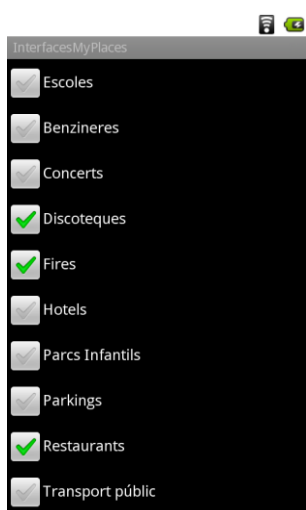 InterfacesMyPlaces
Escoles
Benzineres
Concerts
Discoteques
Fires
Hotels
Parcs Infantils
Parkings
Restaurants
Transport públic